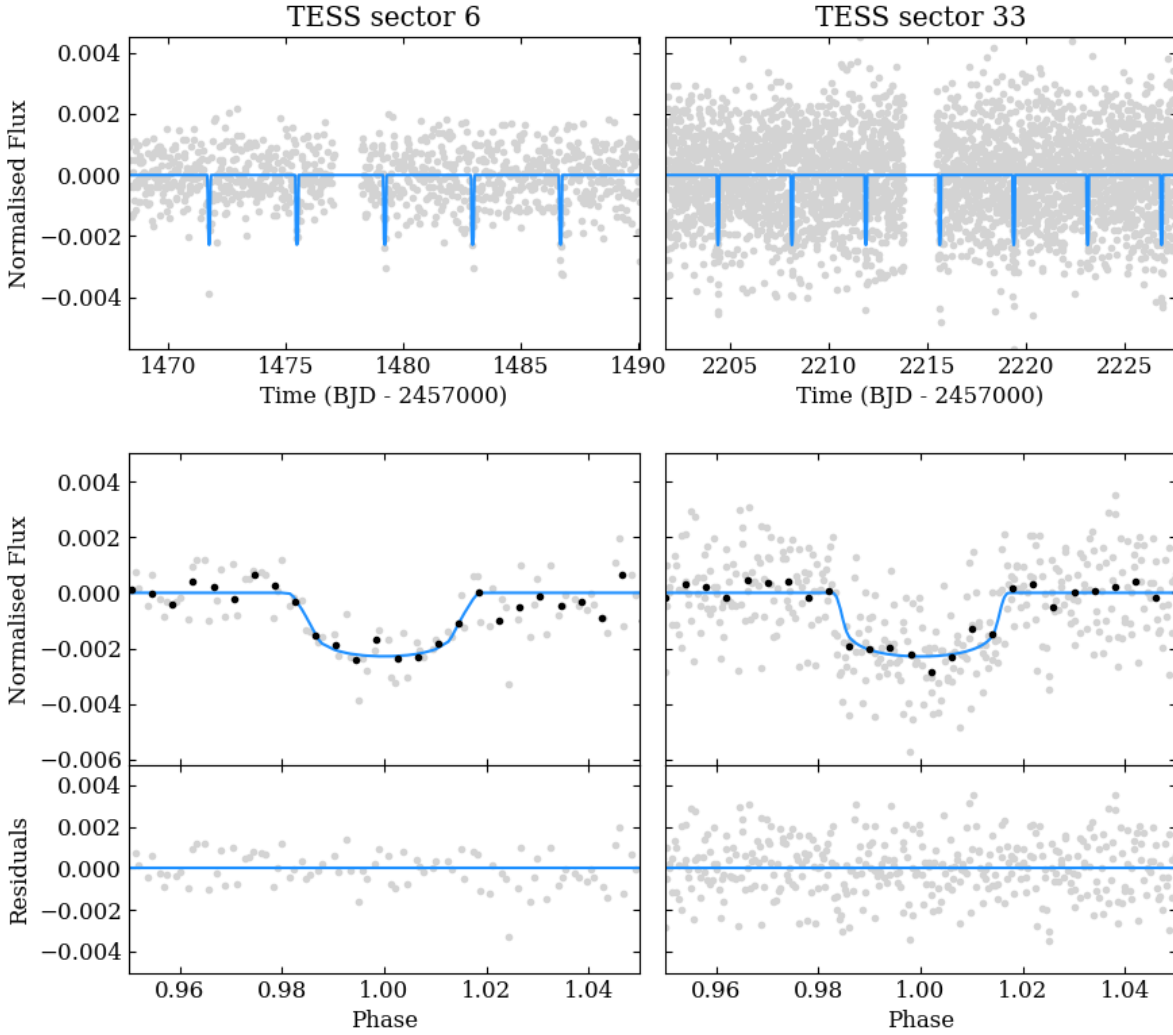 TESS sector 6
TESS sector 33
0.004
0.002
0.000
−0.002
−0.004
Normalised Flux
1470 1475 1480 1485 1490
2205 2210 2215 2220 2225
Time (BJD - 2457000)
Time (BJD - 2457000)
0.004
0.002
0.000
−0.002
−0.004
−0.006
Normalised Flux
0.004
0.002
0.000
−0.002
−0.004
Residuals
0.96 0.98 1.00 1.02 1.04
0.96 0.98 1.00 1.02 1.04
Phase
Phase